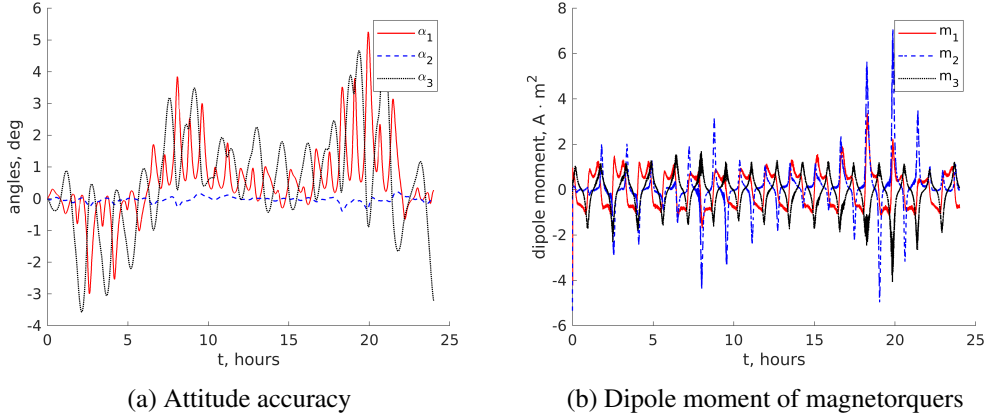 6
5
4
3
2
1
0
-1
-2
-3
-4
0
5
10
15
20
25
angles, deg
t, hours
α1
α2
α3
(a) Attitude accuracy
8
6
4
2
0
-2
-4
-6
0
5
10
15
20
25
dipole moment, A · m²
t, hours
m1
m2
m3
(b) Dipole moment of magnetorquers